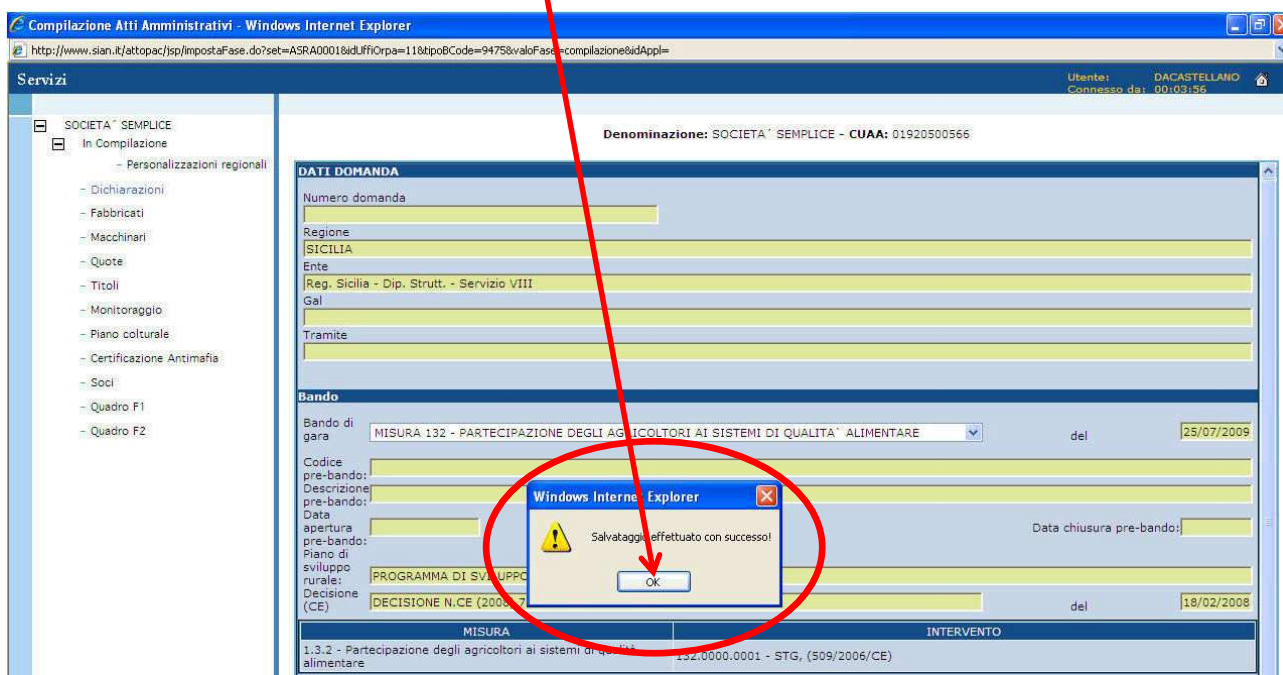 Compilazione Atti Amministrativi - Windows Internet Explorer
http://www.sian.it/attopac/jsp/impostaFase.do?set=ASRA0001&idUffiOrpa=11&tipoBCode=9475&valoFase=compilazione&idAppl=
Servizi
Utente: DACASTELLANO
Connesso da: 00:03:56
SOCIETA´ SEMPLICE
In Compilazione
- Personalizzazioni regionali
- Dichiarazioni
- Fabbricati
- Macchinari
- Quote
- Titoli
- Monitoraggio
- Piano colturale
- Certificazione Antimafia
- Soci
- Quadro F1
- Quadro F2
Denominazione: SOCIETA´ SEMPLICE - CUAA: 01920500566
DATI DOMANDA
Numero domanda
Regione
SICILIA
Ente
Reg. Sicilia - Dip. Strutt. - Servizio VIII
Gal
Tramite
Bando
Bando di gara
MISURA 132 - PARTECIPAZIONE DEGLI AGRICOLTORI AI SISTEMI DI QUALITA` ALIMENTARE
del 25/07/2009
Codice pre-bando:
Descrizione pre-bando:
Data apertura pre-bando:
Data chiusura pre-bando:
Piano di sviluppo rurale:
PROGRAMMA DI SVILUPPO
Decisione (CE)
DECISIONE N.CE (2008) 7
del 18/02/2008
Windows Internet Explorer
Salvataggio effettuato con successo!
OK
MISURA INTERVENTO
1.3.2 - Partecipazione degli agricoltori ai sistemi di qualità alimentare
132.0000.0001 - STG, (509/2006/CE)